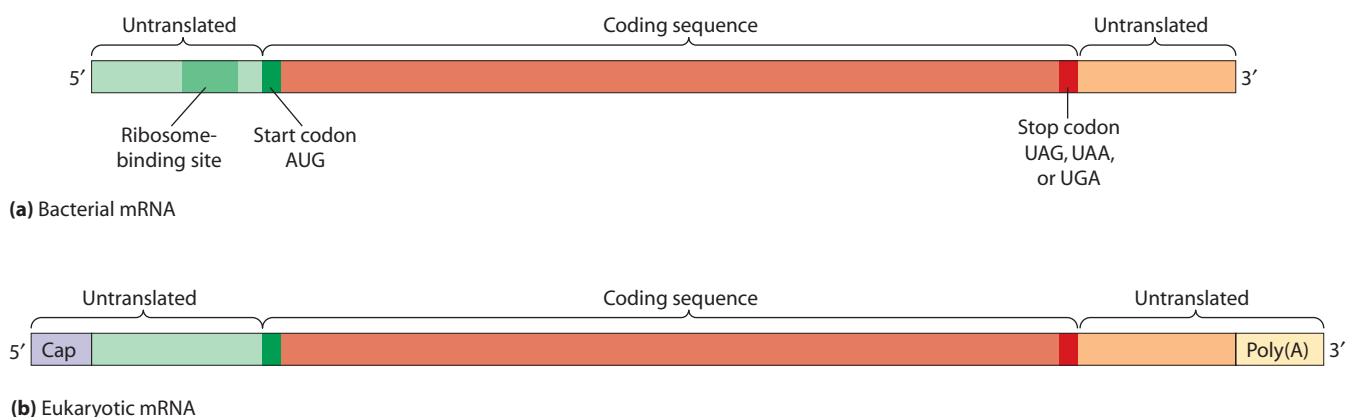 Untranslated Coding sequence Untranslated
5′ 3′
Ribosome-
binding site
Start codon
AUG
Stop codon
UAG, UAA,
or UGA
(a) Bacterial mRNA
Untranslated Coding sequence Untranslated
5′ Cap Poly(A) 3′
(b) Eukaryotic mRNA